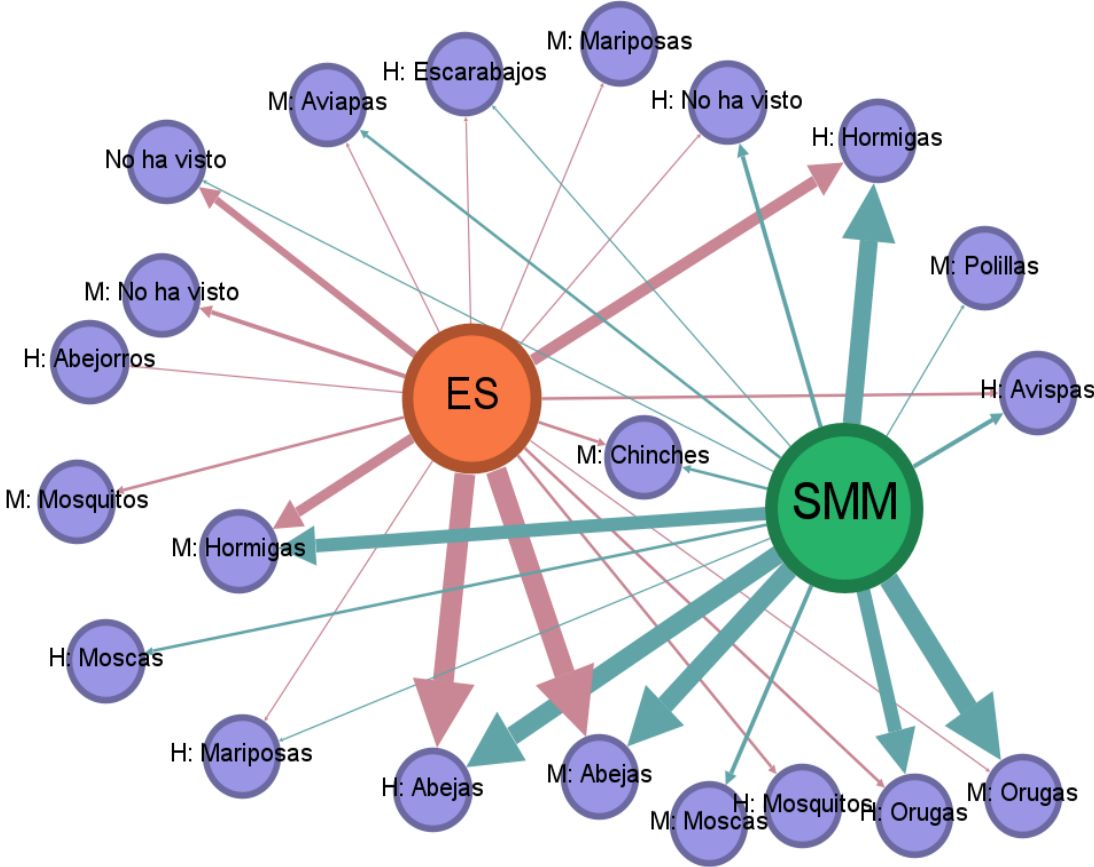 M: Mariposas
H: Escarabajos
M: Aviapas
H: No ha visto
H: Hormigas
No ha visto
M: Polillas
M: No ha visto
H: Abejorros
ES
H: Avispas
M: Chinches
M: Mosquitos
SMM
M: Hormigas
H: Moscas
H: Mariposas
H: Abejas
M: Abejas
M: Moscas
H: Mosquitos
H: Orugas
M: Orugas